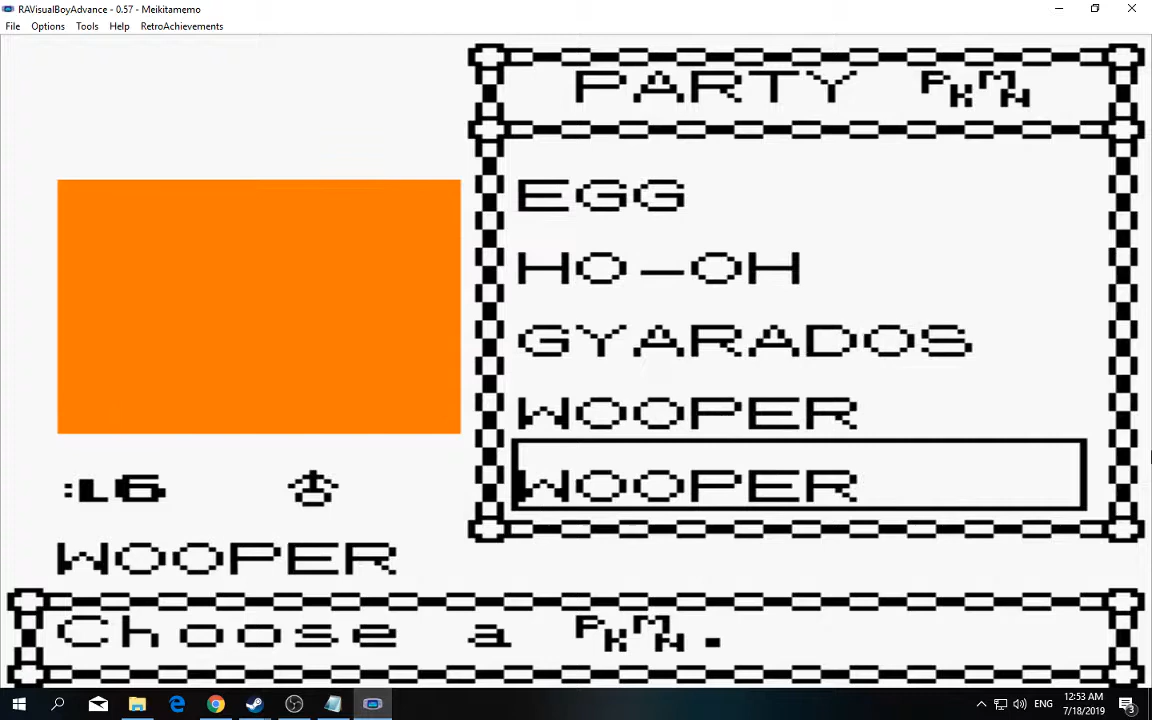 RAVisualBoyAdvance - 0.57 - Meikitamemo
File Options Tools Help RetroAchievements
PARTY PKMN
EGG
HO-OH
GYARADOS
WOOPER
WOOPER
:L6 ♂
WOOPER
Choose a PKMN.
ENG
12:53 AM
7/18/2019
3